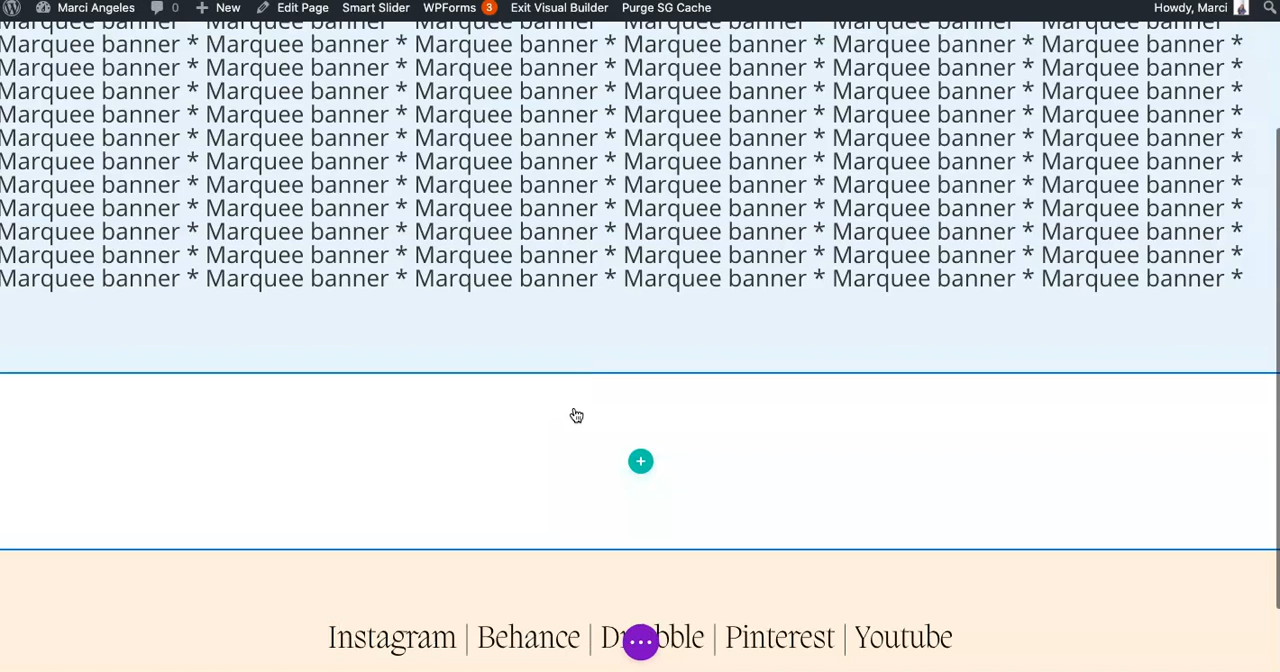 Marci Angeles 0 New Edit Page Smart Slider WPForms 3 Exit Visual Builder Purge SG Cache Howdy, Marci
Marquee banner * Marquee banner * Marquee banner * Marquee banner * Marquee banner * Marquee banner *
Marquee banner * Marquee banner * Marquee banner * Marquee banner * Marquee banner * Marquee banner *
Marquee banner * Marquee banner * Marquee banner * Marquee banner * Marquee banner * Marquee banner *
Marquee banner * Marquee banner * Marquee banner * Marquee banner * Marquee banner * Marquee banner *
Marquee banner * Marquee banner * Marquee banner * Marquee banner * Marquee banner * Marquee banner *
Marquee banner * Marquee banner * Marquee banner * Marquee banner * Marquee banner * Marquee banner *
Marquee banner * Marquee banner * Marquee banner * Marquee banner * Marquee banner * Marquee banner *
Marquee banner * Marquee banner * Marquee banner * Marquee banner * Marquee banner * Marquee banner *
Marquee banner * Marquee banner * Marquee banner * Marquee banner * Marquee banner * Marquee banner *
Marquee banner * Marquee banner * Marquee banner * Marquee banner * Marquee banner * Marquee banner *
Marquee banner * Marquee banner * Marquee banner * Marquee banner * Marquee banner * Marquee banner *
Instagram | Behance | Dribbble | Pinterest | Youtube